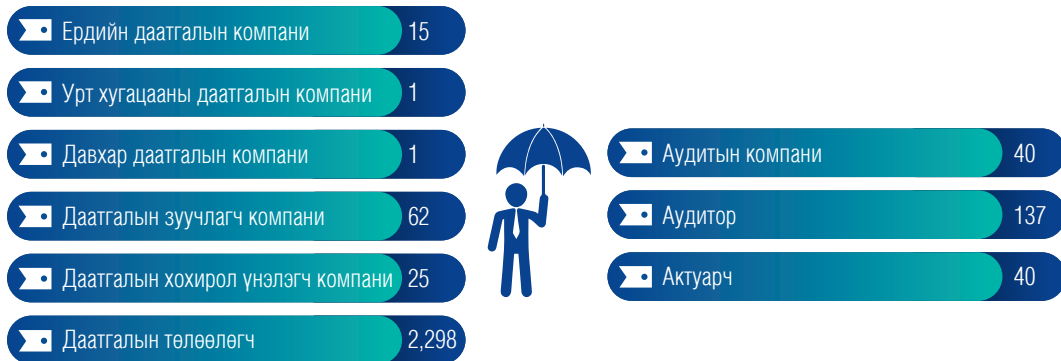 Ердийн даатгалын компани 15
Урт хугацааны даатгалын компани 1
Давхар даатгалын компани 1
Даатгалын зуучлагч компани 62
Даатгалын хохирол үнэлэгч компани 25
Даатгалын төлөөлөгч 2,298
Аудитын компани 40
Аудитор 137
Актуарч 40